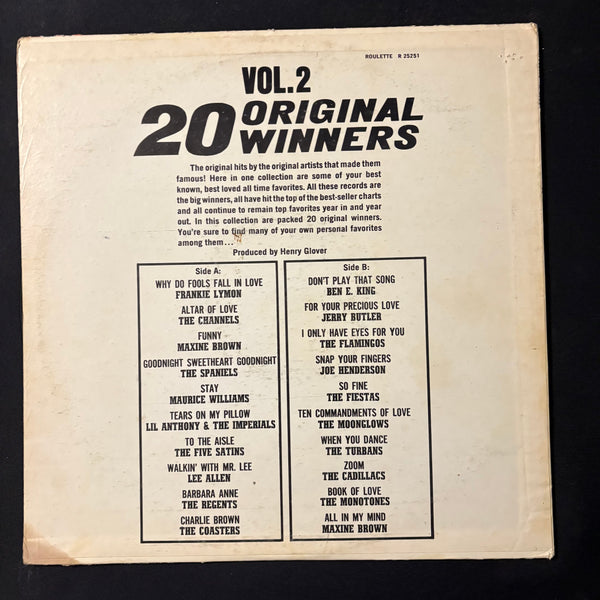 ROULETTE R 25251
VOL.2
20 ORIGINAL
WINNERS
The original hits by the original artists that made them
famous! Here in one collection are some of your best
known, best loved all time favorites. All these records are
the big winners, all have hit the top of the best-seller charts
and all continue to remain top favorites year in and year
out. In this collection are packed 20 original winners.
You're sure to find many of your own personal favorites
among them...
Produced by Henry Glover
Side A:
WHY DO FOOLS FALL IN LOVE
FRANKIE LYMON
ALTAR OF LOVE
THE CHANNELS
FUNNY
MAXINE BROWN
GOODNIGHT SWEETHEART GOODNIGHT
THE SPANIELS
STAY
MAURICE WILLIAMS
TEARS ON MY PILLOW
LIL ANTHONY & THE IMPERIALS
TO THE AISLE
THE FIVE SATINS
WALKIN' WITH MR. LEE
LEE ALLEN
BARBARA ANNE
THE REGENTS
CHARLIE BROWN
THE COASTERS
Side B:
DON'T PLAY THAT SONG
BEN E. KING
FOR YOUR PRECIOUS LOVE
JERRY BUTLER
I ONLY HAVE EYES FOR YOU
THE FLAMINGOS
SNAP YOUR FINGERS
JOE HENDERSON
SO FINE
THE FIESTAS
TEN COMMANDMENTS OF LOVE
THE MOONGLOWS
WHEN YOU DANCE
THE TURBANS
ZOOM
THE CADILLACS
BOOK OF LOVE
THE MONOTONES
ALL IN MY MIND
MAXINE BROWN